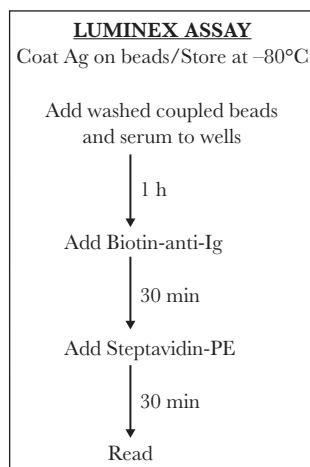 LUMINEX ASSAY
Coat Ag on beads/Store at –80°C
Add washed coupled beads
and serum to wells
1 h
Add Biotin-anti-Ig
30 min
Add Steptavidin-PE
30 min
Read